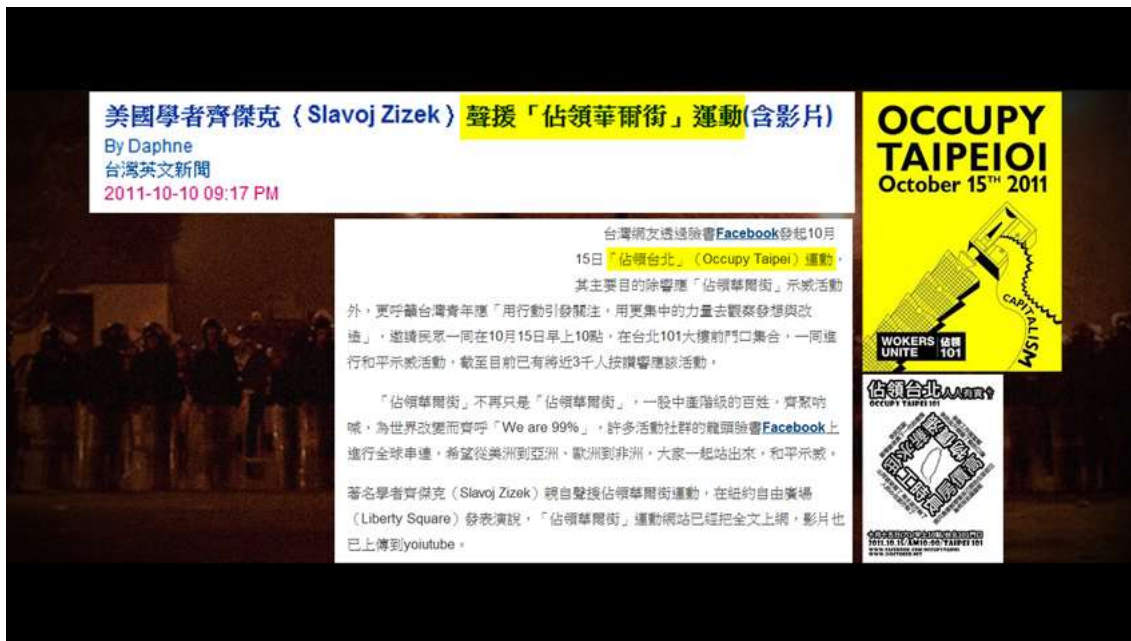 美國學者齊傑克（Slavoj Zizek）聲援「佔領華爾街」運動(含影片)
By Daphne
台灣英文新聞
2011-10-10 09:17 PM
台灣網友透過臉書Facebook發起10月
15日「佔領台北」（Occupy Taipei）運動，
其主要目的除響應「佔領華爾街」示威活動
外，更呼籲台灣青年應「用行動引發關注，用更集中的力量去觀察發想與改
造」，邀請民眾一同在10月15日早上10點，在台北101大樓前門口集合，一同進
行和平示威活動，截至目前已有將近3千人按讚響應該活動。
「佔領華爾街」不再只是「佔領華爾街」，一股中產階級的百姓，齊聚吶
喊，為世界改變而齊呼「We are 99%」，許多活動社群的龍頭臉書Facebook上
進行全球串連，希望從美洲到亞洲、歐洲到非洲，大家一起站出來，和平示威。
著名學者齊傑克（Slavoj Zizek）親自聲援佔領華爾街運動，在紐約自由廣場
（Liberty Square）發表演說，「佔領華爾街」運動網站已經把全文上網，影片也
已上傳到yoiutube。
OCCUPY
TAIPEIOI
October 15TH 2011
CAPITALISM
WOKERS
UNITE
佔領
101
佔領台北人人有責
OCCUPY TAIPEI 101
2011.10.15/AM10:00/TAIPEI 101